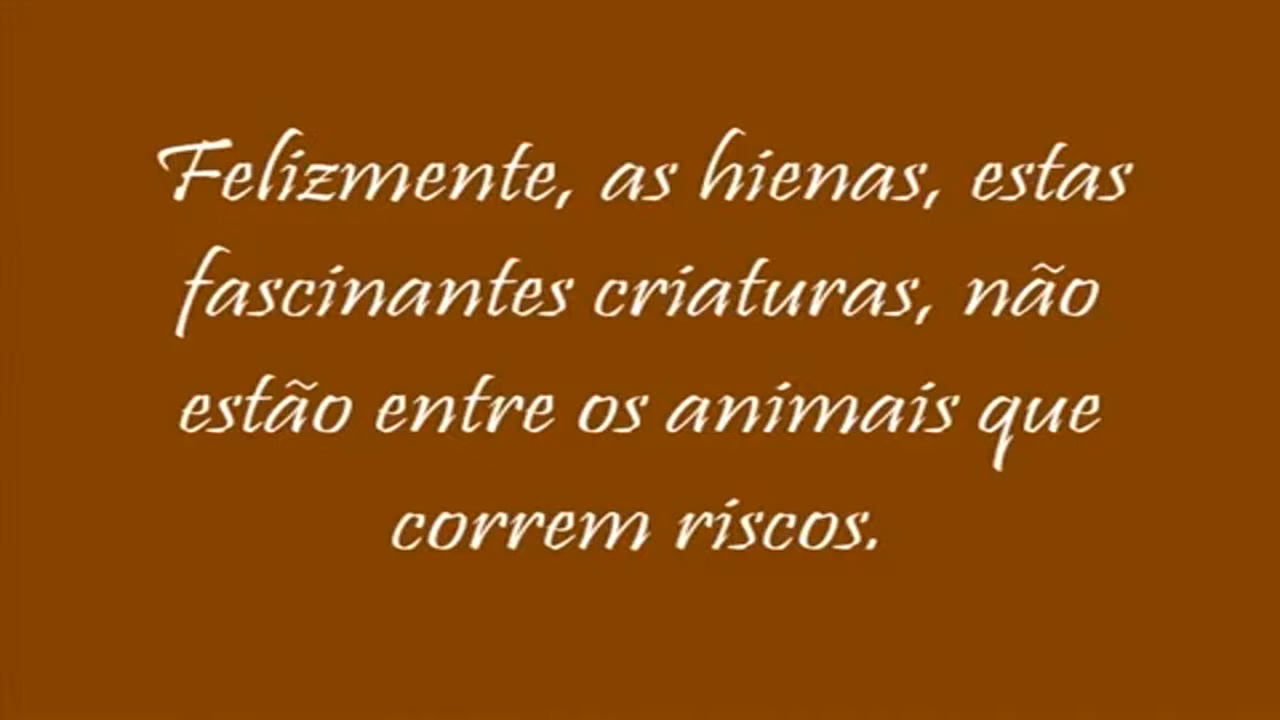 Felizmente, as hienas, estas
fascinantes criaturas, não
estão entre os animais que
correm riscos.